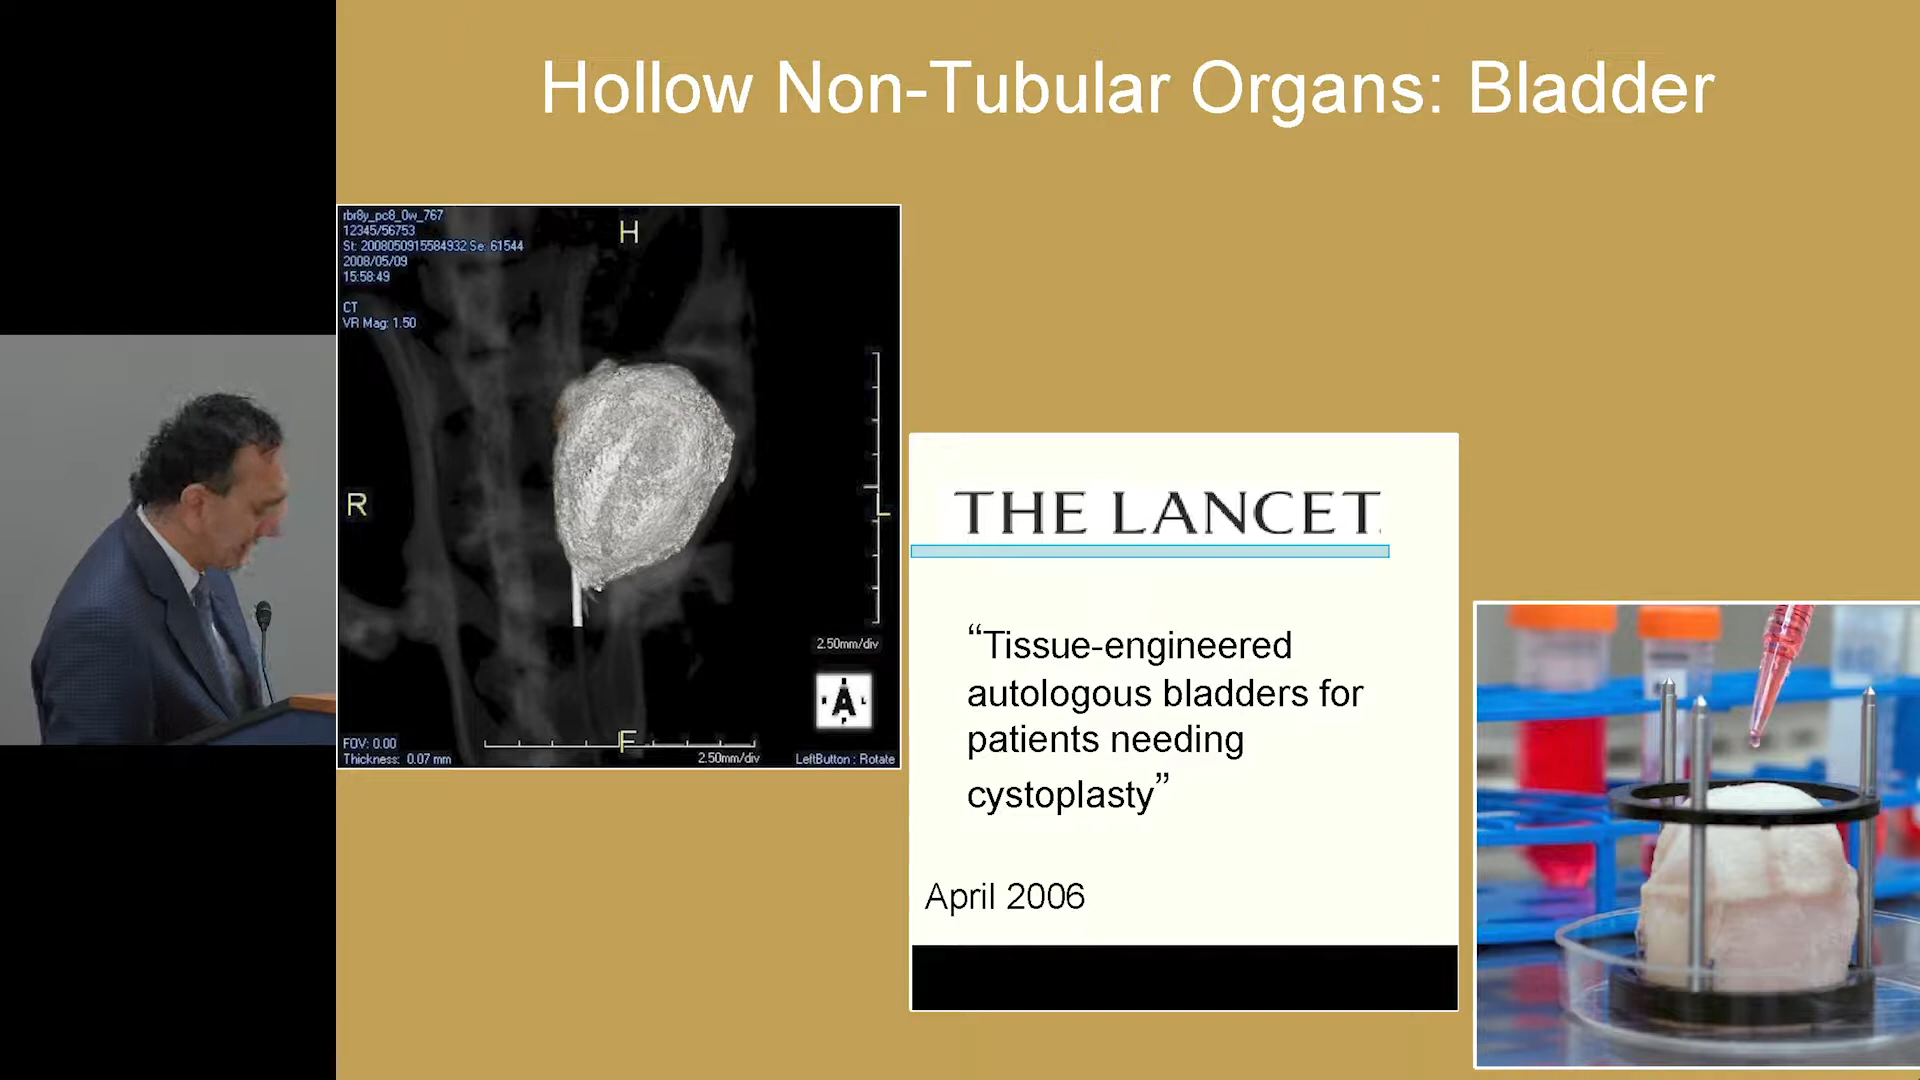 Hollow Non-Tubular Organs: Bladder
rbr8y_pc8_0w_767
12345/56753
St: 2008050915584932 Se: 61544
2008/05/09
15:58:49
CT
VR Mag: 1.50
H
R
L
2.50mm/div
A
F
FOV: 0.00
Thickness: 0.07 mm
2.50mm/div
LeftButton : Rotate
THE LANCET
“Tissue-engineered
autologous bladders for
patients needing
cystoplasty”
April 2006